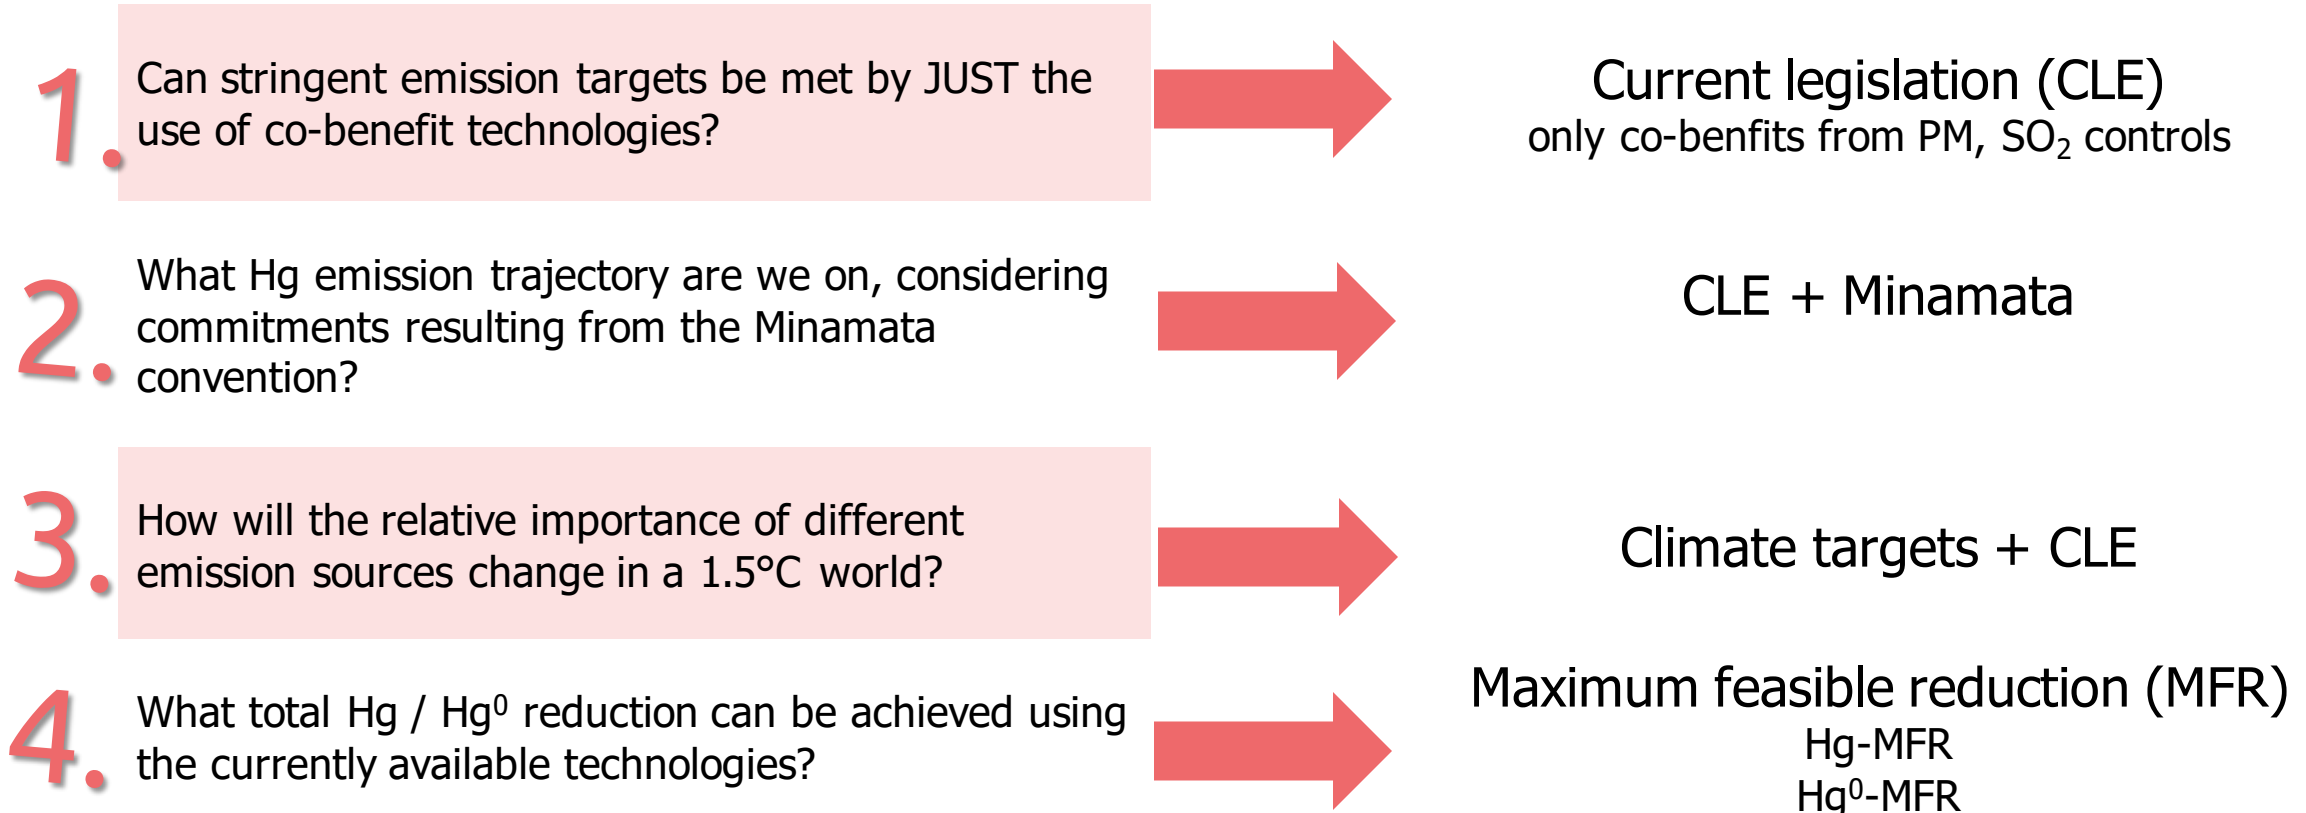 1.
Can stringent emission targets be met by JUST the
use of co-benefit technologies?
Current legislation (CLE)
only co-benfits from PM, SO₂ controls
2.
What Hg emission trajectory are we on, considering
commitments resulting from the Minamata
convention?
CLE + Minamata
3.
How will the relative importance of different
emission sources change in a 1.5°C world?
Climate targets + CLE
4.
What total Hg / Hg⁰ reduction can be achieved using
the currently available technologies?
Maximum feasible reduction (MFR)
Hg-MFR
Hg⁰-MFR